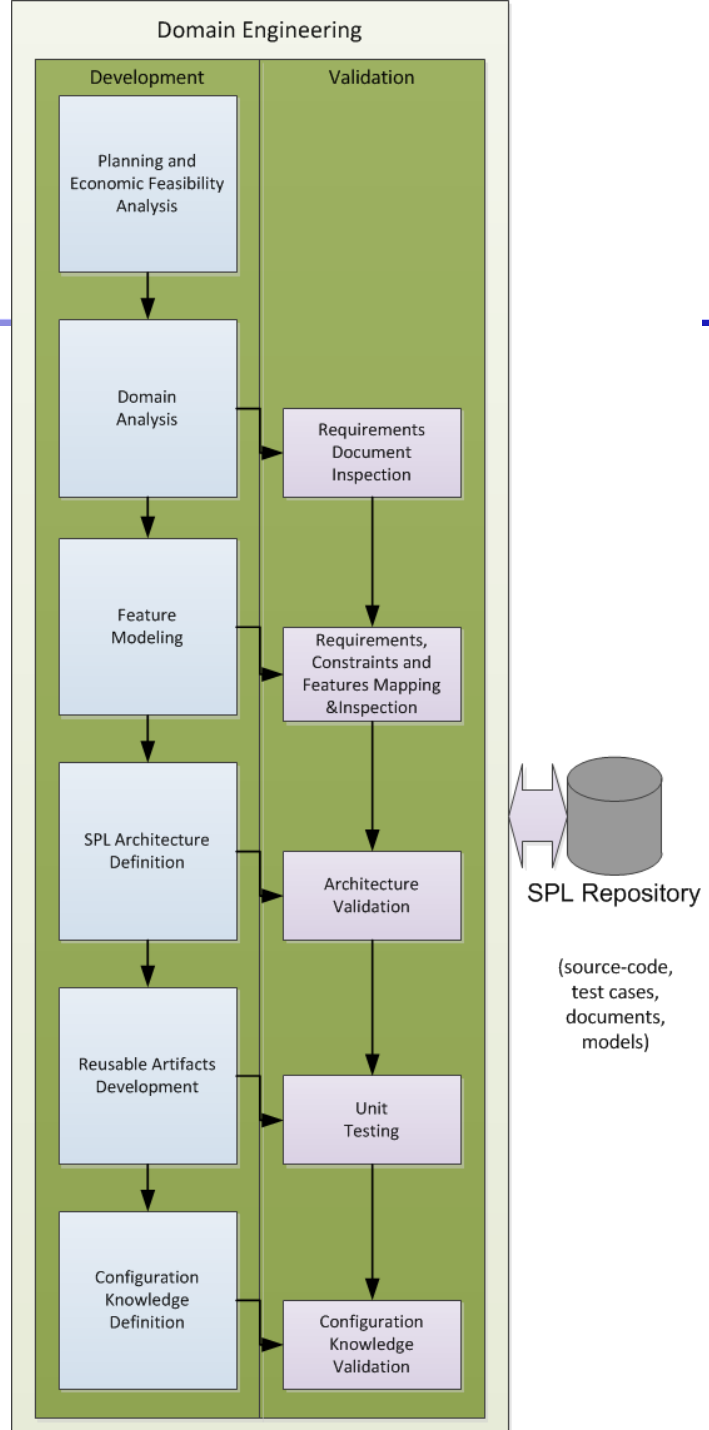 Domain Engineering
Development
Validation
Planning and
Economic Feasibility
Analysis
Domain
Analysis
Requirements
Document
Inspection
Feature
Modeling
Requirements,
Constraints and
Features Mapping
&Inspection
SPL Architecture
Definition
Architecture
Validation
SPL Repository
(source-code,
test cases,
documents,
models)
Reusable Artifacts
Development
Unit
Testing
Configuration
Knowledge
Definition
Configuration
Knowledge
Validation